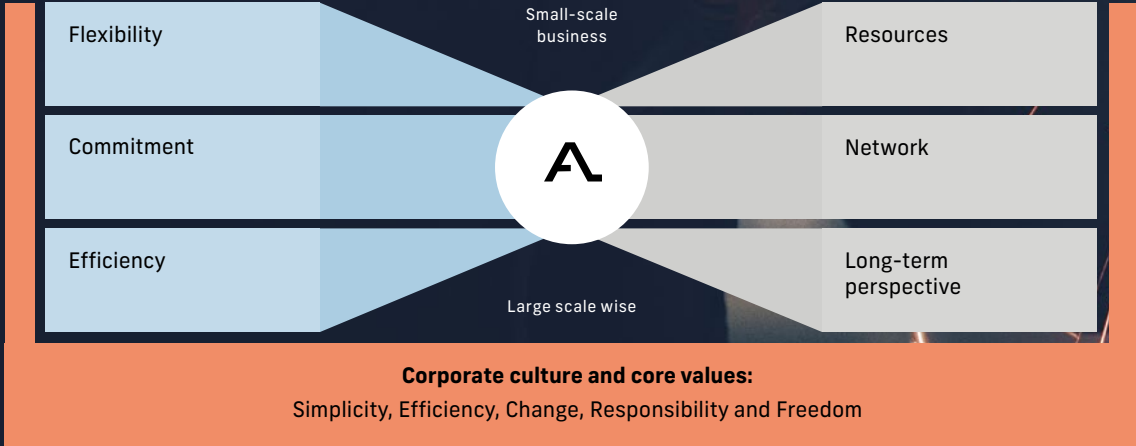 Small-scale
business
Flexibility
Resources
Commitment
Network
Efficiency
Long-term
perspective
Large scale wise
Corporate culture and core values:
Simplicity, Efficiency, Change, Responsibility and Freedom